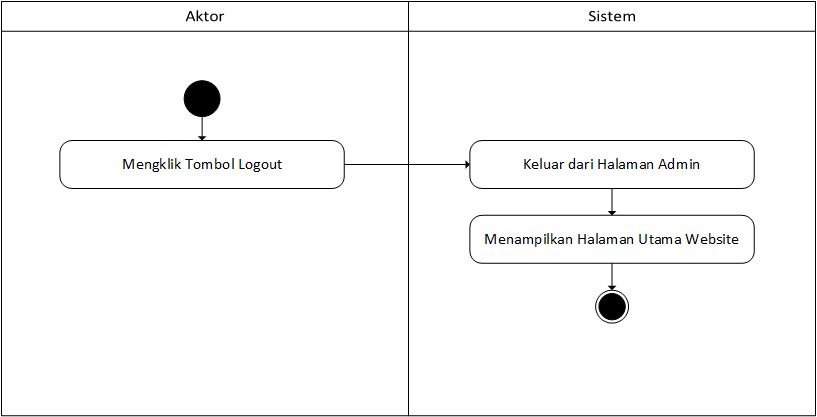 Aktor
Sistem
Mengklik Tombol Logout
Keluar dari Halaman Admin
Menampilkan Halaman Utama Website